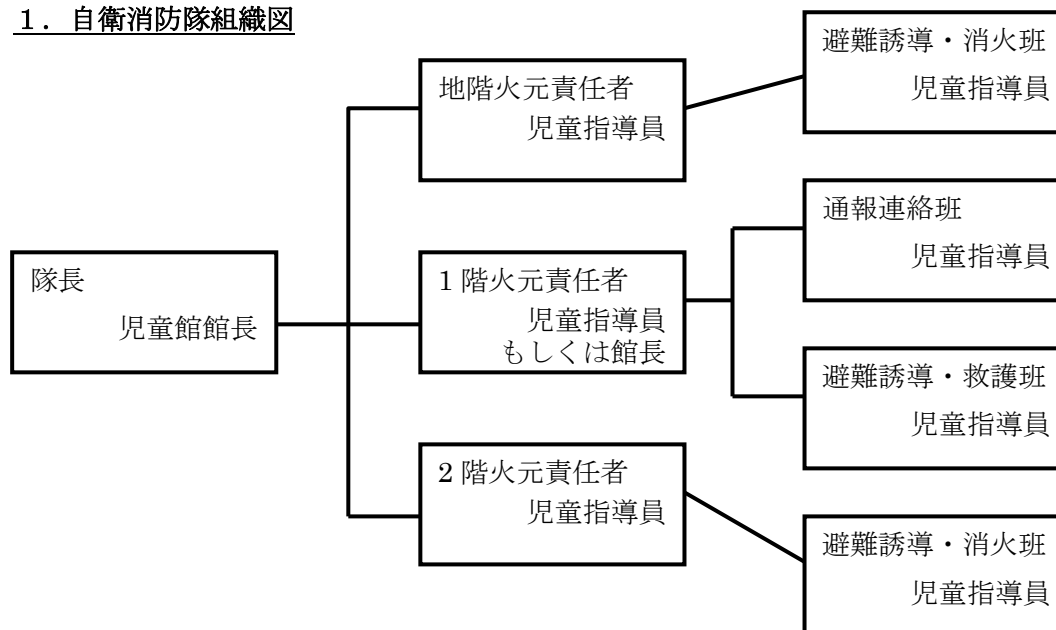 １．自衛消防隊組織図
隊長
児童館館長
地階火元責任者
児童指導員
1階火元責任者
児童指導員
もしくは館長
2階火元責任者
児童指導員
避難誘導・消火班
児童指導員
通報連絡班
児童指導員
避難誘導・救護班
児童指導員
避難誘導・消火班
児童指導員